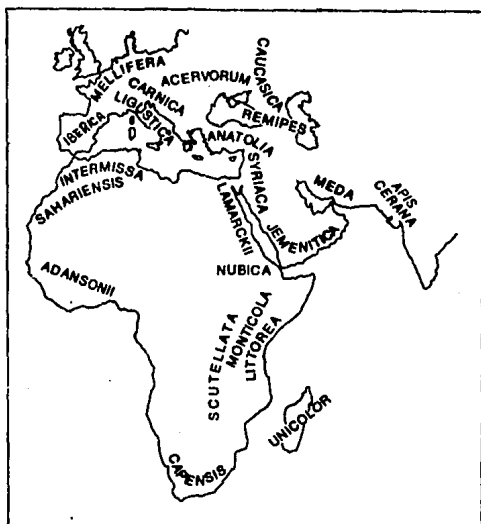 MELLIFERA
ACERVORUM
CAUCASICA
CARNICA
LIGUSTICA
REMIPES
IBERICA
ANATOLIA
INTERMISSA
SAHARIENSIS
SYRIACA
LAMARCKII
MEDA
APIS
CERANA
JEMENITICA
NUBICA
ADANSONII
SCUTELLATA
MONTICOLA
LITTOREA
UNICOLOR
CAPENSIS